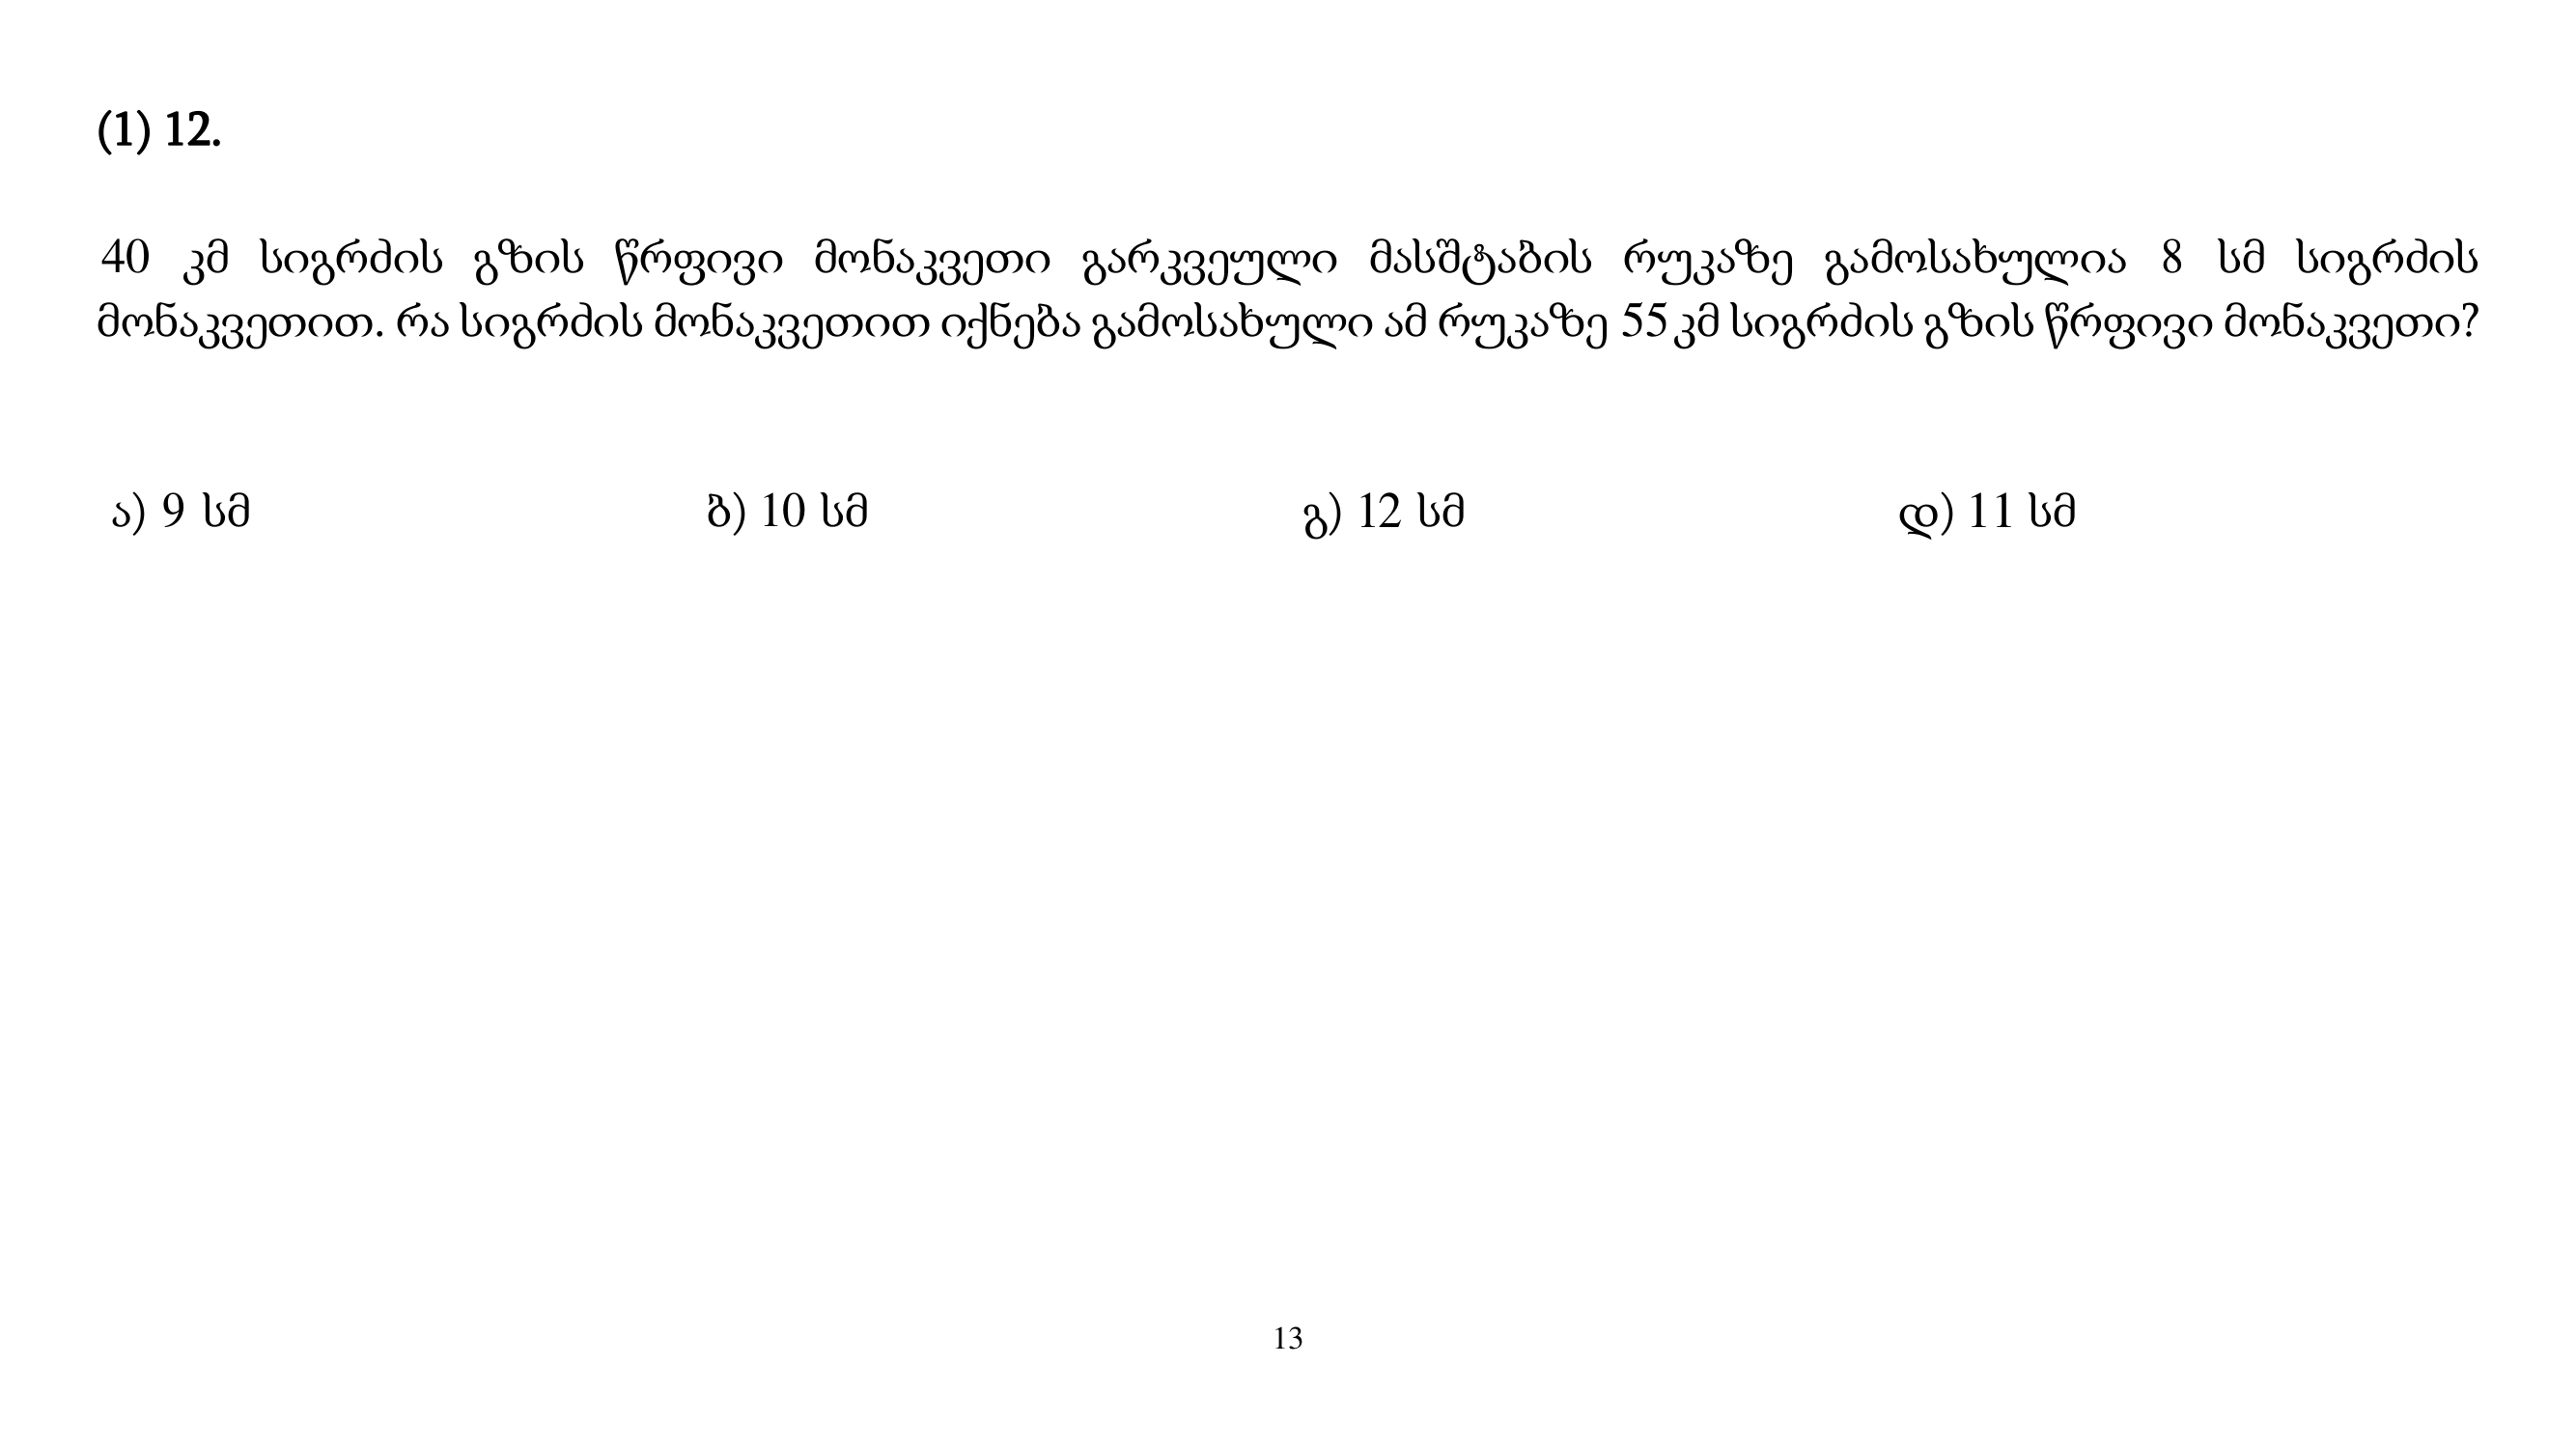 (1) 12.
40 კმ სიგრძის გზის წრფივი მონაკვეთი გარკვეული მასშტაბის რუკაზე გამოსახულია 8 სმ სიგრძის
მონაკვეთით. რა სიგრძის მონაკვეთით იქნება გამოსახული ამ რუკაზე 55 კმ სიგრძის გზის წრფივი მონაკვეთი?
ა) 9 სმ ბ) 10 სმ გ) 12 სმ დ) 11 სმ
13